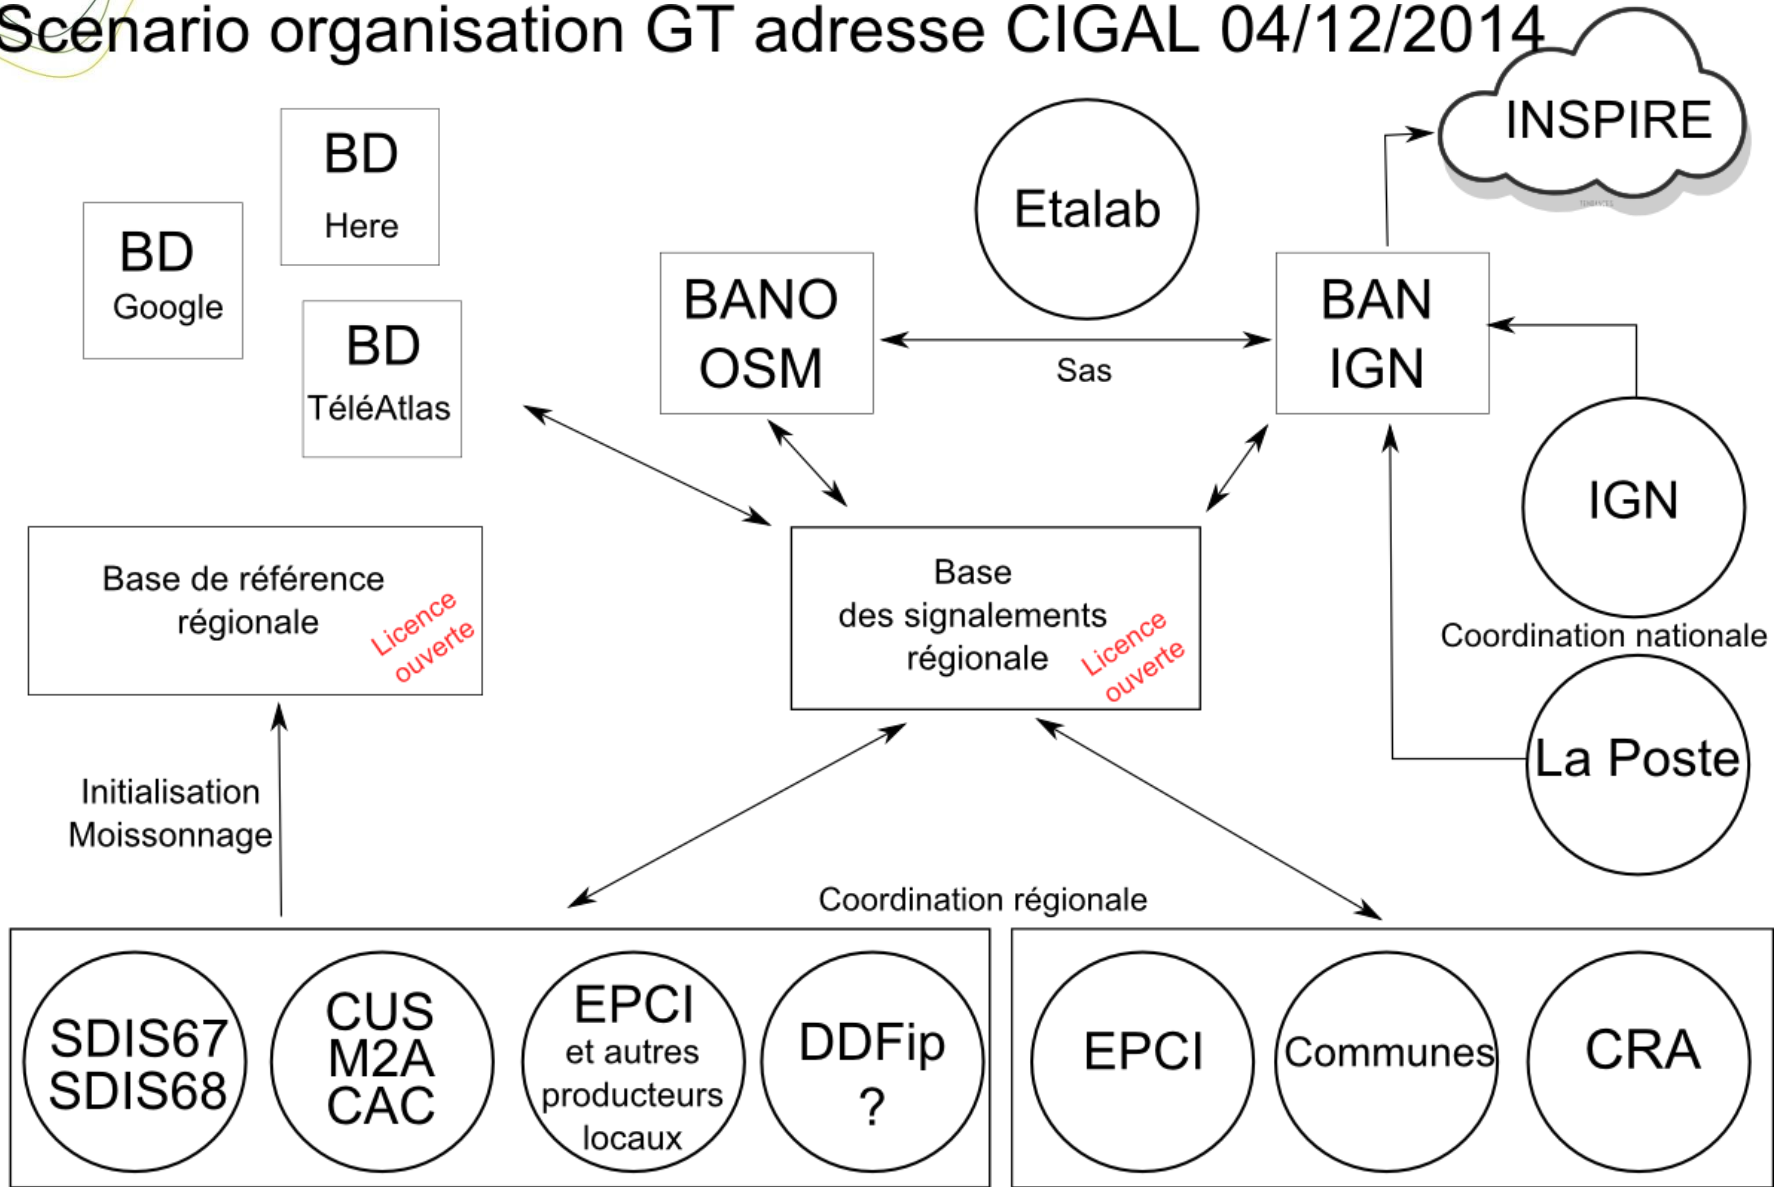 Scenario organisation GT adresse CIGAL 04/12/2014
INSPIRE
TENDANCES
BD
Here
BD
Google
BD
TéléAtlas
Etalab
BANO
OSM
Sas
BAN
IGN
IGN
Coordination nationale
La Poste
Base de référence
régionale
Licence
ouverte
Base
des signalements
régionale
Licence
ouverte
Initialisation
Moissonnage
Coordination régionale
SDIS67
SDIS68
CUS
M2A
CAC
EPCI
et autres
producteurs
locaux
DDFip
?
EPCI
Communes
CRA